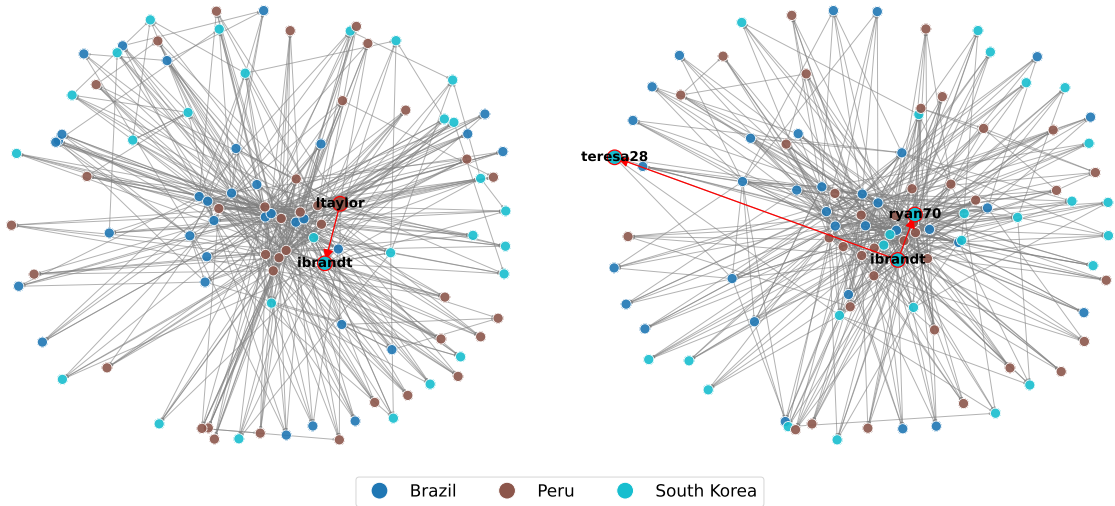 teresa28
ltaylor
ryan70
ibrandt
ibrandt
Brazil
Peru
South Korea